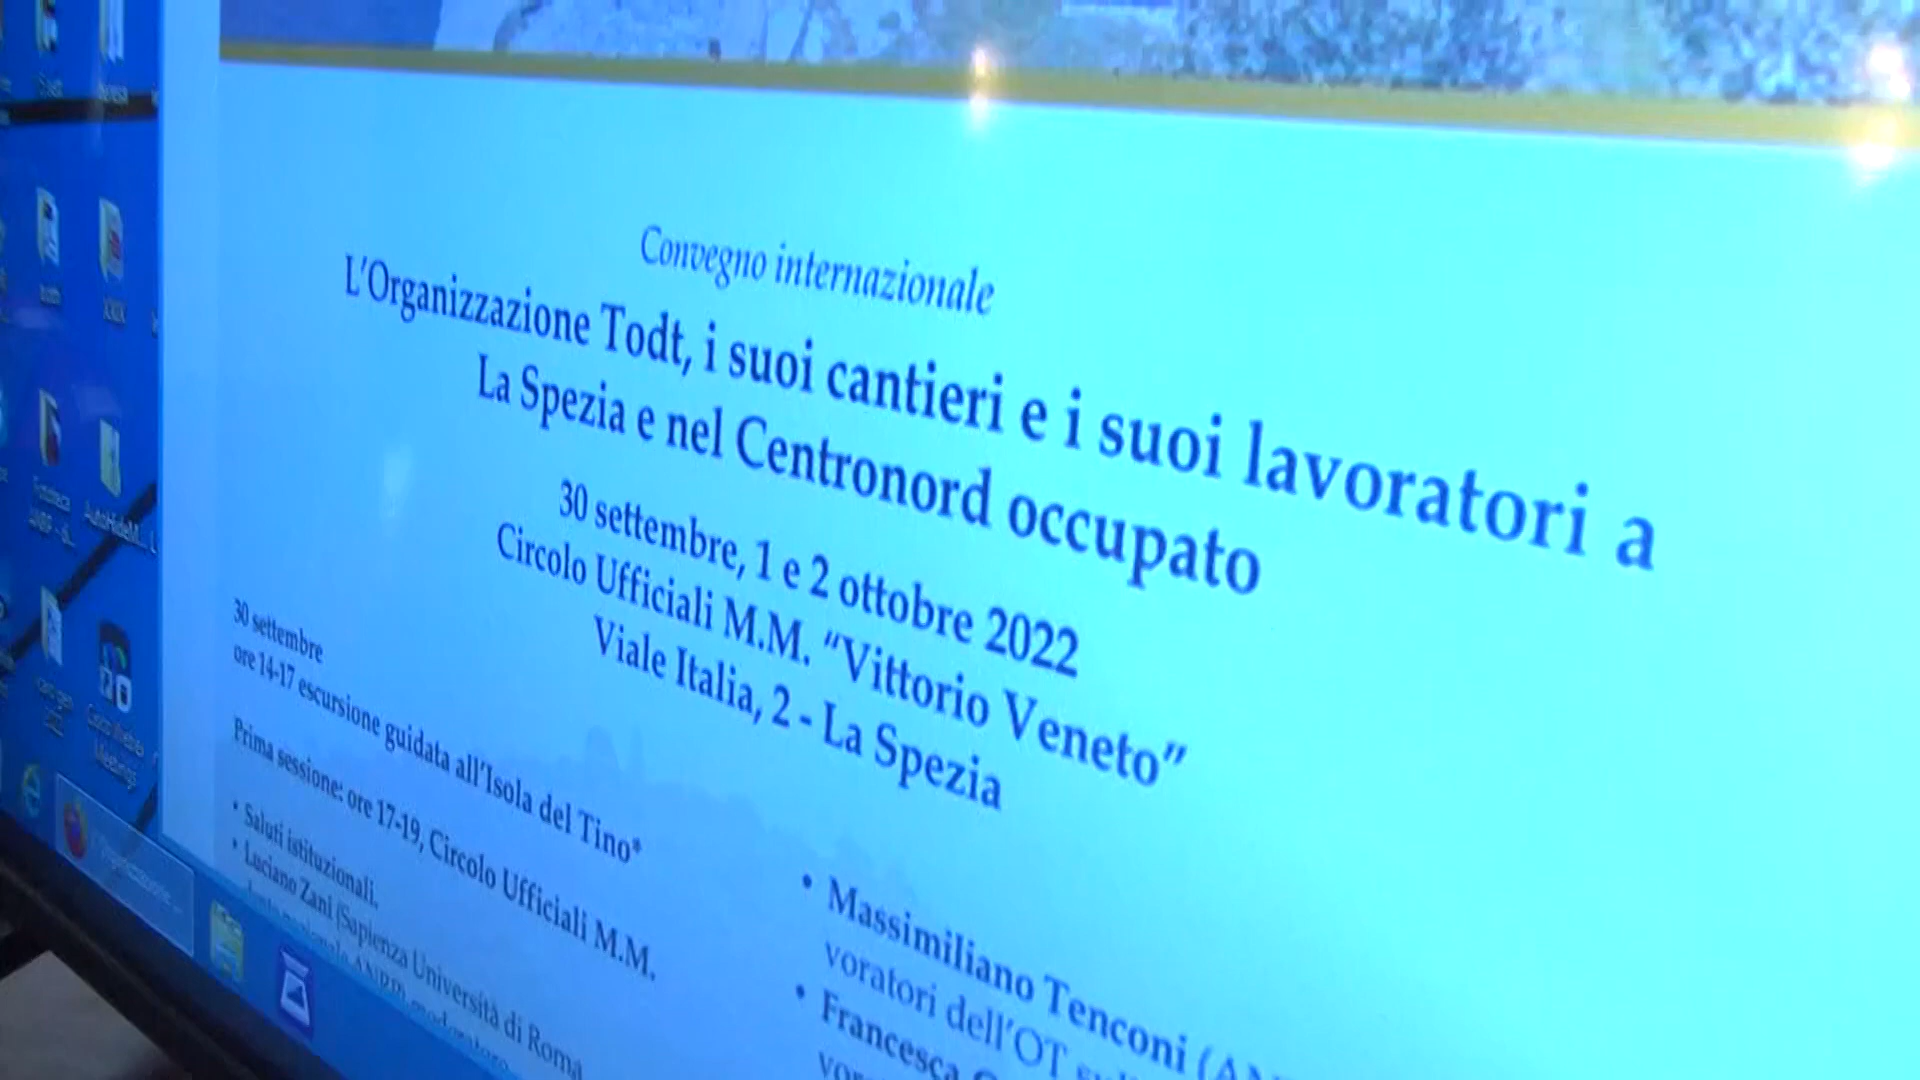 Convegno internazionale
L'Organizzazione Todt, i suoi cantieri e i suoi lavoratori a
La Spezia e nel Centronord occupato
30 settembre, 1 e 2 ottobre 2022
Circolo Ufficiali M.M. "Vittorio Veneto"
Viale Italia, 2 - La Spezia
30 settembre
ore 14-17 escursione guidata all'Isola del Tino*
Prima sessione: ore 17-19, Circolo Ufficiali M.M.
• Saluti istituzionali.
• Luciano Zani (Sapienza Università di Roma
• Massimiliano Tenconi
voratori dell'OT
• Francesca